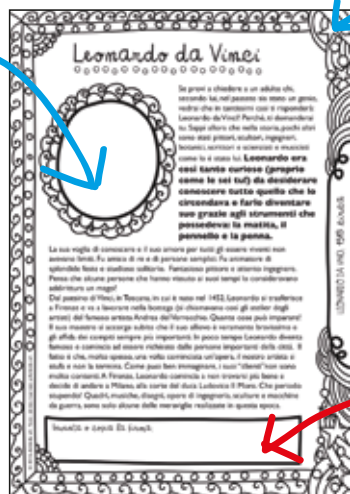 Leonardo da Vinci
Se provi a chiedere a un adulto chi,
secondo lui, nel passato sia stato un genio,
vedrai che in tantissimi casi ti risponderà:
Leonardo da Vinci! Perché, ti domanderai
tu. Sappi allora che nella storia, pochi altri
sono stati pittori, scultori, ingegneri,
botanici, scrittori e scienziati e musicisti
come lo è stato lui. Leonardo era
così tanto curioso (proprio
come lo sei tu!) da desiderare
conoscere tutto quello che lo
circondava e farlo diventare
suo grazie agli strumenti che
possedeva: la matita, il
pennello e la penna.
La sua voglia di conoscere e il suo amore per tutti gli esseri viventi non
avevano limiti. Fu amico di re e di persone semplici. Fu animatore di
splendide feste e studioso solitario. Fantasioso pittore e attento ingegnere.
Pensa che alcune persone che hanno vissuto ai suoi tempi lo consideravano
addirittura un mago!
Dal paesino di Vinci, in Toscana, in cui è nato nel 1452, Leonardo si trasferisce
a Firenze e va a lavorare nella bottega (si chiamavano così gli atelier degli
artisti) del famoso artista Andrea del Verrocchio. Quante cose può imparare!
Il suo maestro si accorge subito che il suo allievo è veramente bravissimo e
gli affida dei compiti sempre più importanti. In poco tempo Leonardo diventa
famoso e comincia ad essere richiesto dalle persone importanti della città. Il
fatto è che, molto spesso, una volta cominciata un'opera, il nostro artista si
stufa e non la termina. Come puoi ben immaginare, i suoi "clienti" non sono
molto contenti. A Firenze, Leonardo comincia a non trovarsi più bene e
decide di andare a Milano, alla corte del duca Ludovico Il Moro. Che periodo
stupendo! Quadri, musiche, disegni, opere di ingegneria, sculture e macchine
da guerra, sono solo alcune delle meraviglie realizzate in questa epoca.
LEONARDO DA VINCI